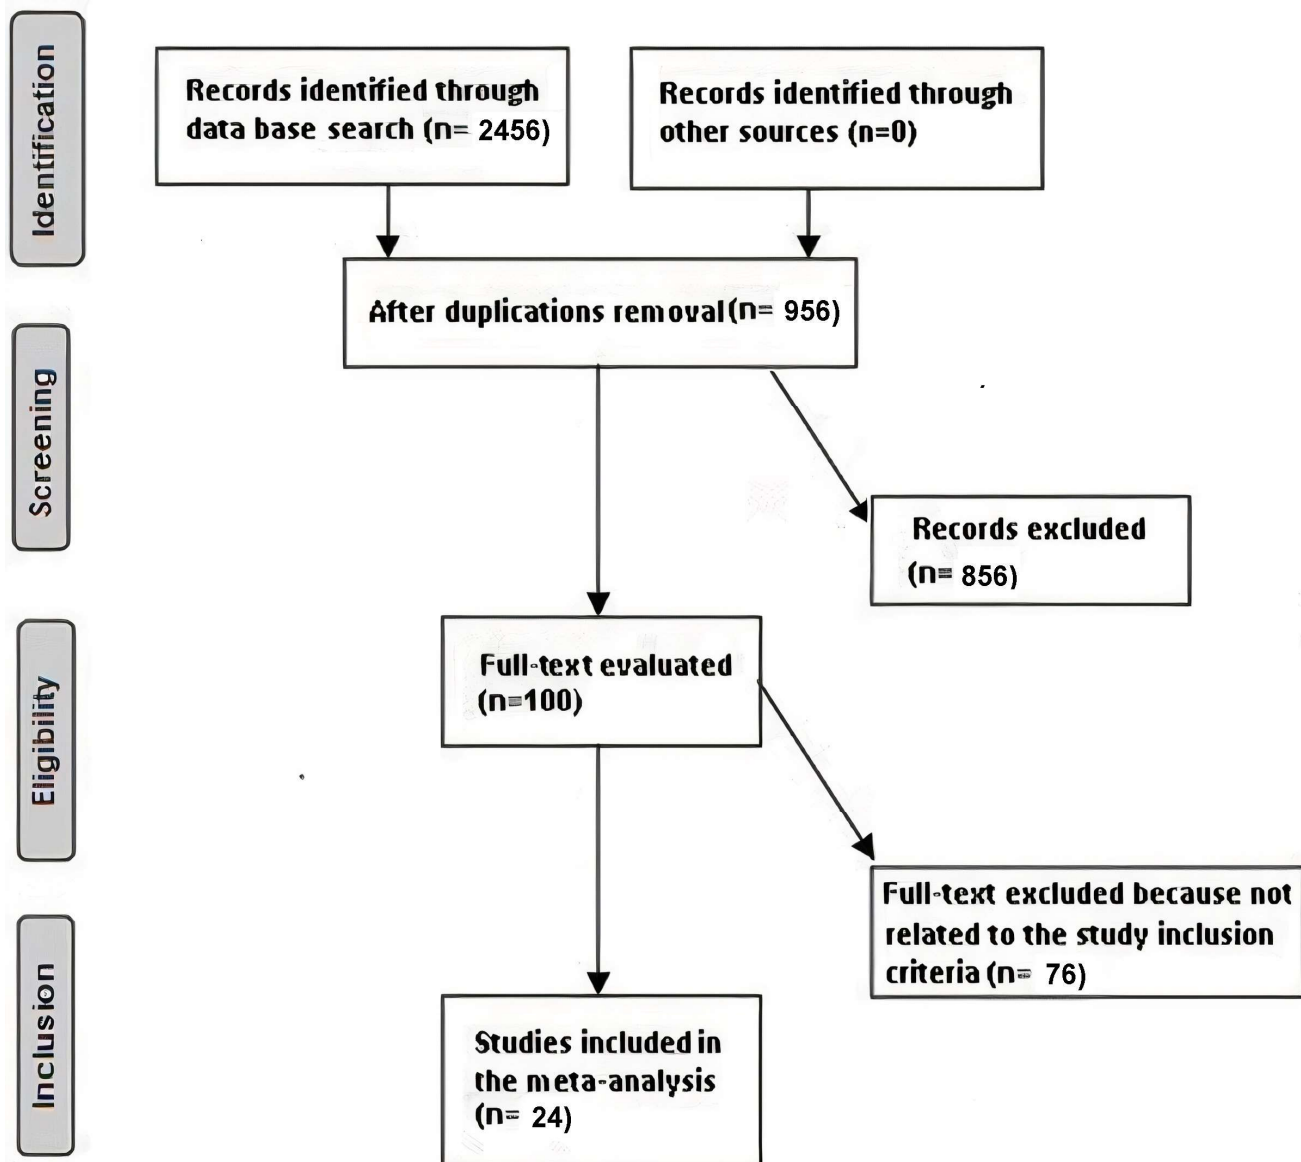 Identification
Records identified through
data base search (n= 2456)
Records identified through
other sources (n=0)
After duplications removal(n= 956)
Screening
Records excluded
(n= 856)
Eligibility
Full-text evaluated
(n=100)
Full-text excluded because not
related to the study inclusion
criteria (n= 76)
Inclusion
Studies included in
the meta-analysis
(n= 24)